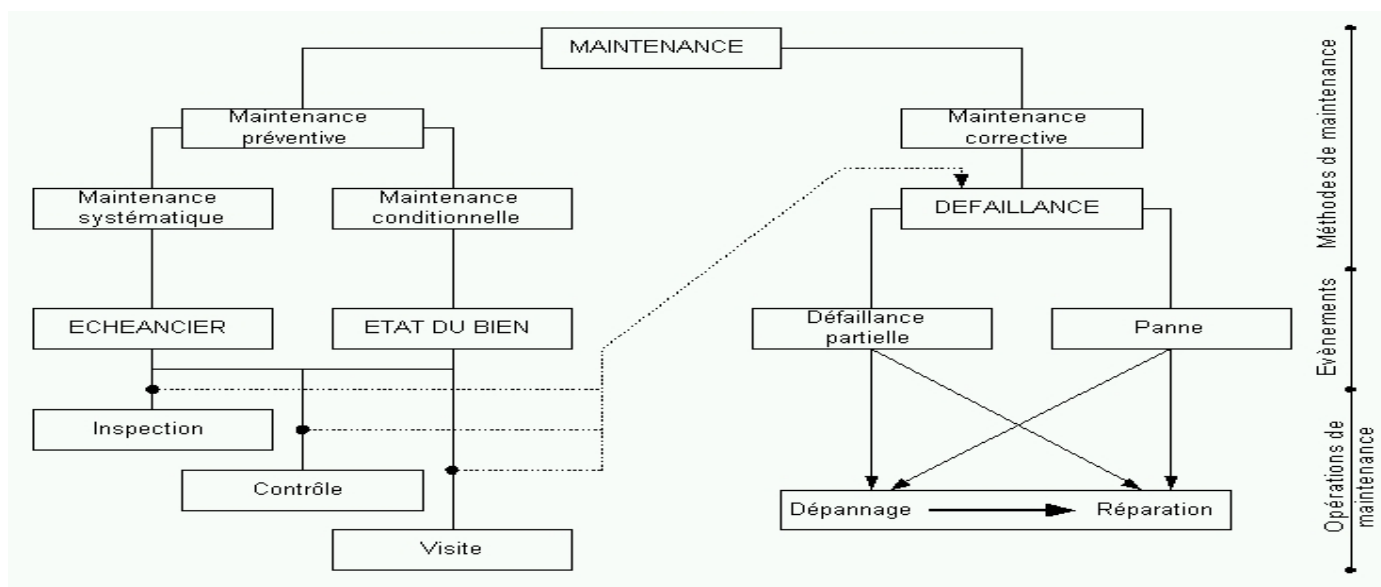 MAINTENANCE
Maintenance
préventive
Maintenance
corrective
Maintenance
systématique
Maintenance
conditionnelle
DEFAILLANCE
ECHEANCIER
ETAT DU BIEN
Défaillance
partielle
Panne
Inspection
Contrôle
Visite
Dépannage
Réparation
Méthodes de maintenance
Evènements
Opérations de
maintenance